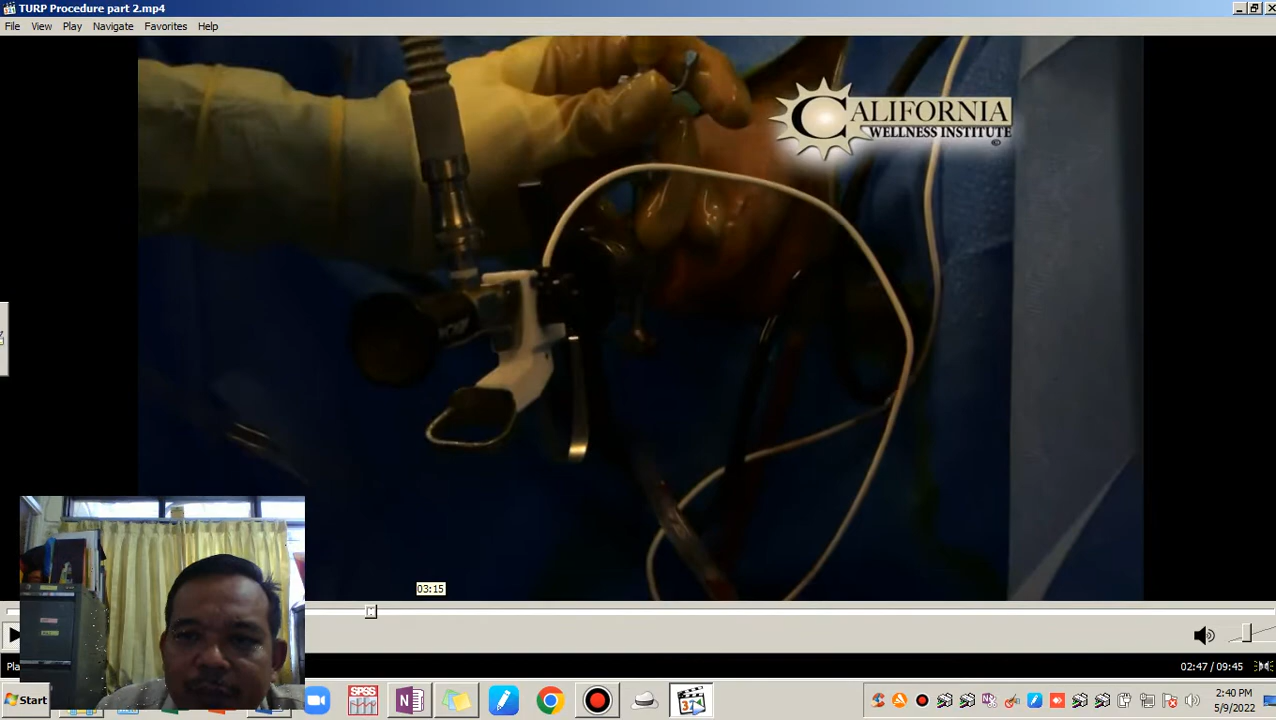 TURP Procedure part 2.mp4
File View Play Navigate Favorites Help
CALIFORNIA
WELLNESS INSTITUTE
03:15
02:47 / 09:45
Start
SPSS
2:40 PM
5/9/2022